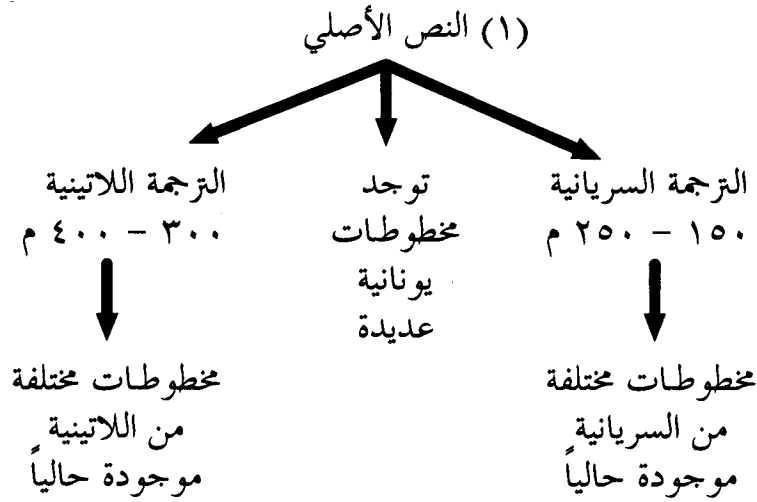 (١) النص الأصلي
الترجمة السريانية
١٥٠ – ٢٥٠ م
توجد
مخطوطات
يونانية
عديدة
الترجمة اللاتينية
٣٠٠ – ٤٠٠ م
مخطوطات مختلفة
من السريانية
موجودة حالياً
مخطوطات مختلفة
من اللاتينية
موجودة حالياً